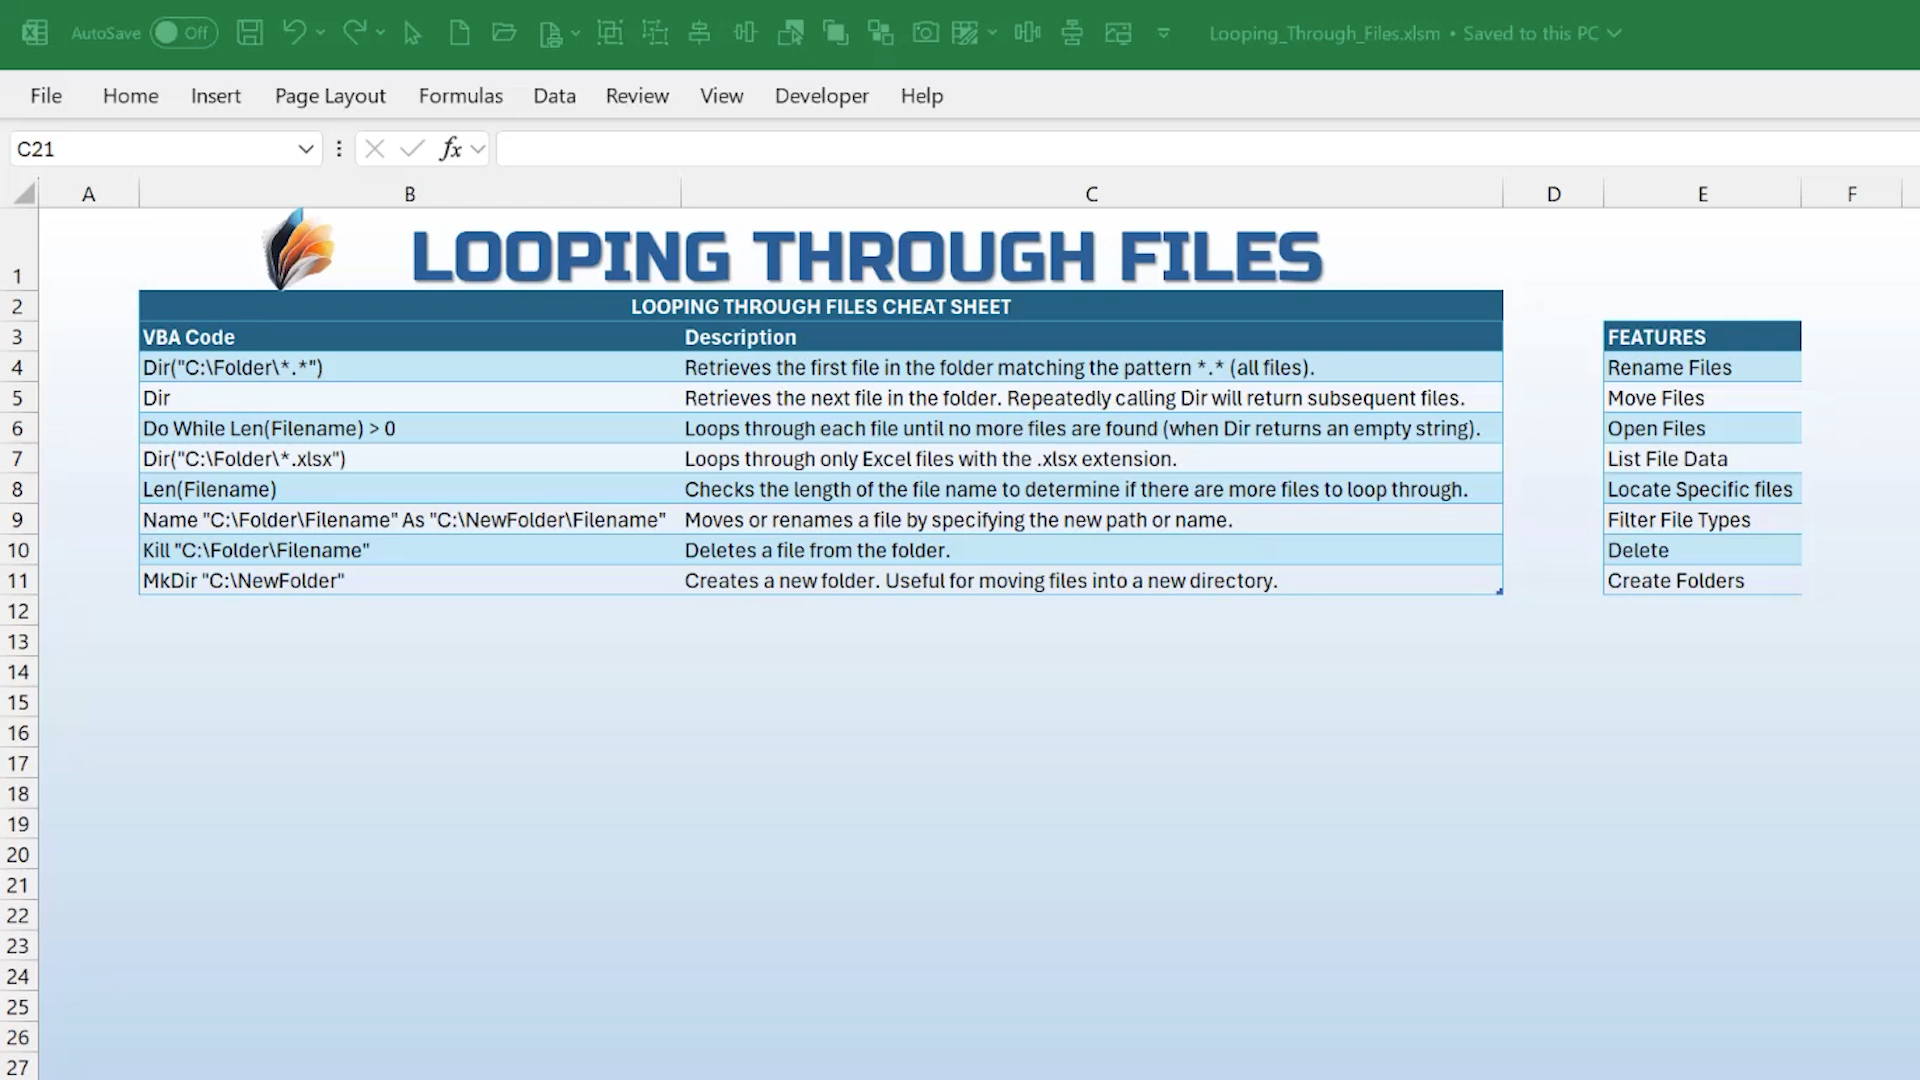 AutoSave Off Looping_Through_Files.xlsm • Saved to this PC
File Home Insert Page Layout Formulas Data Review View Developer Help
C21 fx
A B C D E F
1 LOOPING THROUGH FILES
2 LOOPING THROUGH FILES CHEAT SHEET
3 VBA Code Description FEATURES
4 Dir("C:\Folder\*.*") Retrieves the first file in the folder matching the pattern *.* (all files). Rename Files
5 Dir Retrieves the next file in the folder. Repeatedly calling Dir will return subsequent files. Move Files
6 Do While Len(Filename) > 0 Loops through each file until no more files are found (when Dir returns an empty string). Open Files
7 Dir("C:\Folder\*.xlsx") Loops through only Excel files with the .xlsx extension. List File Data
8 Len(Filename) Checks the length of the file name to determine if there are more files to loop through. Locate Specific files
9 Name "C:\Folder\Filename" As "C:\NewFolder\Filename" Moves or renames a file by specifying the new path or name. Filter File Types
10 Kill "C:\Folder\Filename" Deletes a file from the folder. Delete
11 MkDir "C:\NewFolder" Creates a new folder. Useful for moving files into a new directory. Create Folders
12
13
14
15
16
17
18
19
20
21
22
23
24
25
26
27